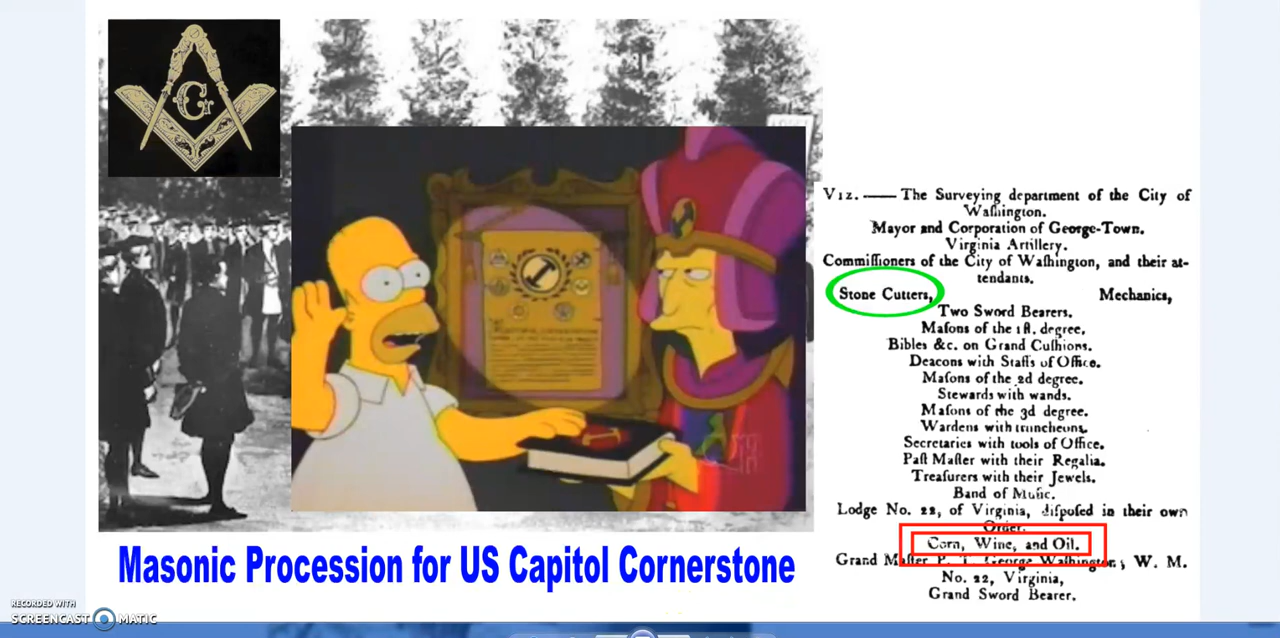 G
Viz. —— The Surveying department of the City of
Waſhington.
Mayor and Corporation of George-Town.
Virginia Artillery.
Commiſſioners of the City of Waſhington, and their at-
tendants.
Stone Cutters, Mechanics,
Two Sword Bearers.
Maſons of the 1ſt. degree.
Bibles &c. on Grand Cuſhions.
Deacons with Staffs of Office.
Maſons of the 2d degree.
Stewards with wands.
Maſons of the 3d degree.
Wardens with truncheons.
Secretaries with tools of Office.
Paſt Maſter with their Regalia.
Treaſurers with their Jewels.
Band of Muſic.
Lodge No. 22, of Virginia, diſpoſed in their own
Order.
Corn, Wine, and Oil.
Grand Maſter P. T. George Waſhington; W. M.
No. 22, Virginia,
Grand Sword Bearer.
Masonic Procession for US Capitol Cornerstone
RECORDED WITH
SCREENCAST MATIC